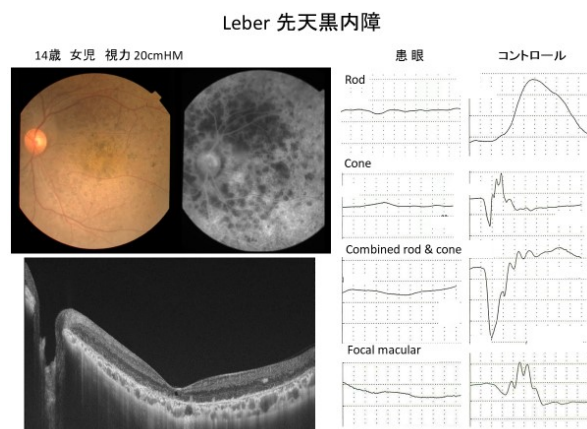 Leber 先天黒内障
14歳 女児 視力 20cmHM
患 眼
コントロール
Rod
Cone
Combined rod & cone
Focal macular